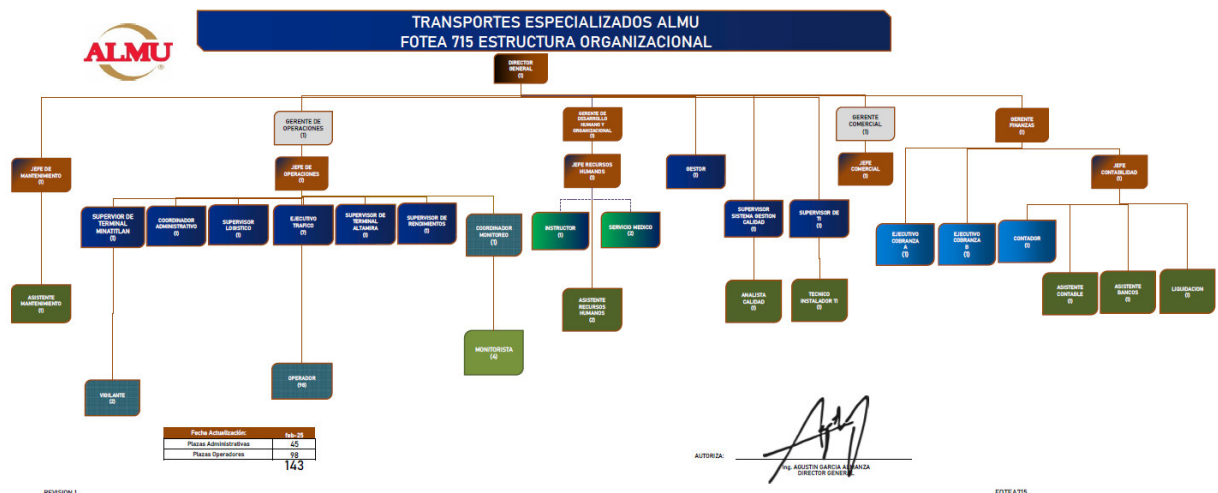 ALMU
TRANSPORTES ESPECIALIZADOS ALMU
FOTEA 715 ESTRUCTURA ORGANIZACIONAL
DIRECTOR
GENERAL
(1)
GERENTE DE
OPERACIONES
(1)
GERENTE DE
DESARROLLO
HUMANO Y
ORGANIZACIONAL
(1)
GERENTE
COMERCIAL
(1)
GERENTE
FINANZAS
(1)
JEFE DE
MANTENIMIENTO
(1)
JEFE DE
OPERACIONES
(1)
JEFE RECURSOS
HUMANOS
(1)
GESTOR
(1)
JEFE
COMERCIAL
(1)
JEFE
CONTABILIDAD
(1)
SUPERVIOR DE
TERMINAL
MINATITLAN
(1)
COORDINADOR
ADMINISTRATIVO
(1)
SUPERVISOR
LOGISTICO
(1)
EJECUTIVO
TRAFICO
(7)
SUPERVISOR DE
TERMINAL
ALTAMIRA
(1)
SUPERVISOR DE
RENDIMIENTOS
(1)
COORDINADOR
MONITOREO
(1)
INSTRUCTOR
(1)
SERVICIO MEDICO
(2)
SUPERVISOR
SISTEMA GESTION
CALIDAD
(1)
SUPERVISOR DE
TI
(1)
EJECUTIVO
COBRANZA
A
(1)
EJECUTIVO
COBRANZA
B
(1)
CONTADOR
(1)
ASISTENTE
MANTENIMIENTO
(1)
ASISTENTE
RECURSOS
HUMANOS
(2)
ANALISTA
CALIDAD
(1)
TECNICO
INSTALADOR TI
(1)
ASISTENTE
CONTABLE
(1)
ASISTENTE
BANCOS
(1)
LIQUIDACION
(1)
MONITORISTA
(4)
VIGILANTE
(2)
OPERADOR
(98)
Fecha Actualización: feb-25
Plazas Administrativas 45
Plazas Operadores 98
143
AUTORIZA:
Ing. AGUSTIN GARCIA ALMANZA
DIRECTOR GENERAL
REVISION 1
FOTEA715